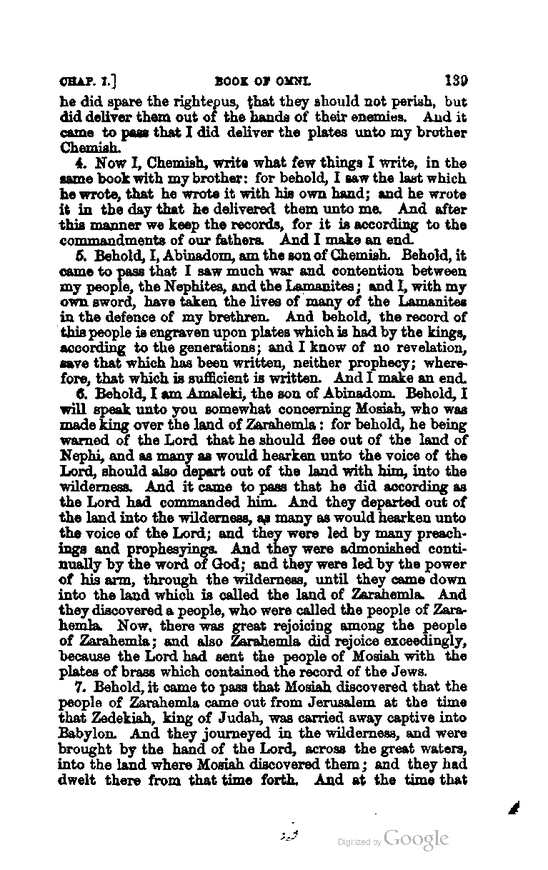 CHAP. I.] BOOK OF OMNI. 139
he did spare the righteous, that they should not perish, but
did deliver them out of the hands of their enemies. And it
came to pass that I did deliver the plates unto my brother
Chemish.
4. Now I, Chemish, write what few things I write, in the
same book with my brother: for behold, I saw the last which
he wrote, that he wrote it with his own hand; and he wrote
it in the day that he delivered them unto me. And after
this manner we keep the records, for it is according to the
commandments of our fathers. And I make an end.
5. Behold, I, Abinadom, am the son of Chemish. Behold, it
came to pass that I saw much war and contention between
my people, the Nephites, and the Lamanites; and I, with my
own sword, have taken the lives of many of the Lamanites
in the defence of my brethren. And behold, the record of
this people is engraven upon plates which is had by the kings,
according to the generations; and I know of no revelation,
save that which has been written, neither prophecy; where-
fore, that which is sufficient is written. And I make an end.
6. Behold, I am Amaleki, the son of Abinadom. Behold, I
will speak unto you somewhat concerning Mosiah, who was
made king over the land of Zarahemla: for behold, he being
warned of the Lord that he should flee out of the land of
Nephi, and as many as would hearken unto the voice of the
Lord, should also depart out of the land with him, into the
wilderness. And it came to pass that he did according as
the Lord had commanded him. And they departed out of
the land into the wilderness, as many as would hearken unto
the voice of the Lord; and they were led by many preach-
ings and prophesyings. And they were admonished conti-
nually by the word of God; and they were led by the power
of his arm, through the wilderness, until they came down
into the land which is called the land of Zarahemla. And
they discovered a people, who were called the people of Zara-
hemla. Now, there was great rejoicing among the people
of Zarahemla; and also Zarahemla did rejoice exceedingly,
because the Lord had sent the people of Mosiah with the
plates of brass which contained the record of the Jews.
7. Behold, it came to pass that Mosiah discovered that the
people of Zarahemla came out from Jerusalem at the time
that Zedekiah, king of Judah, was carried away captive into
Babylon. And they journeyed in the wilderness, and were
brought by the hand of the Lord, across the great waters,
into the land where Mosiah discovered them; and they had
dwelt there from that time forth. And at the time that
Digitized by Google